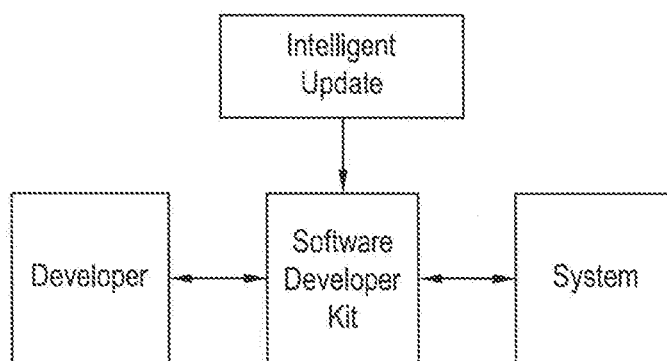 Intelligent
Update
Developer
Software
Developer
Kit
System